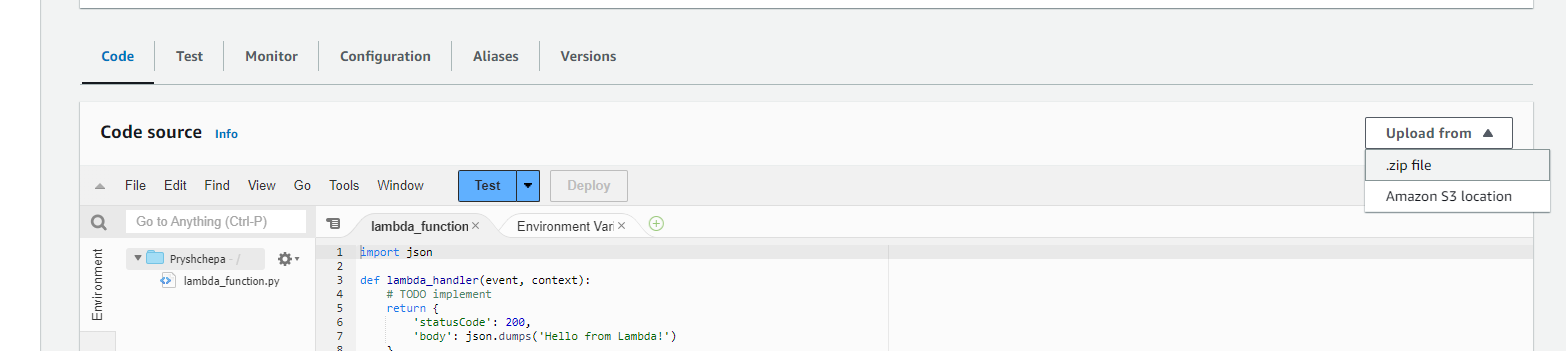 Code Test Monitor Configuration Aliases Versions
Code source Info
Upload from
.zip file
Amazon S3 location
File Edit Find View Go Tools Window Test Deploy
Go to Anything (Ctrl-P)
lambda_function Environment Vari
Environment
Pryshchepa - /
lambda_function.py
1 import json
2
3 def lambda_handler(event, context):
4 # TODO implement
5 return {
6 'statusCode': 200,
7 'body': json.dumps('Hello from Lambda!')
8 }